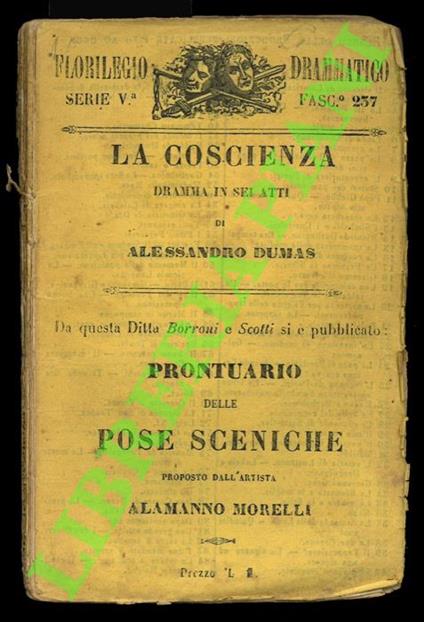 FLORILEGIO DRAMMATICO
SERIE V.ª FASC.º 237
LA COSCIENZA
DRAMMA IN SEI ATTI
DI
ALESSANDRO DUMAS
Da questa Ditta Borroni e Scotti si e pubblicato:
PRONTUARIO
DELLE
POSE SCENICHE
PROPOSTO DALL'ARTISTA
ALAMANNO MORELLI
Prezzo L. 1.
LIBRERIA PIANI